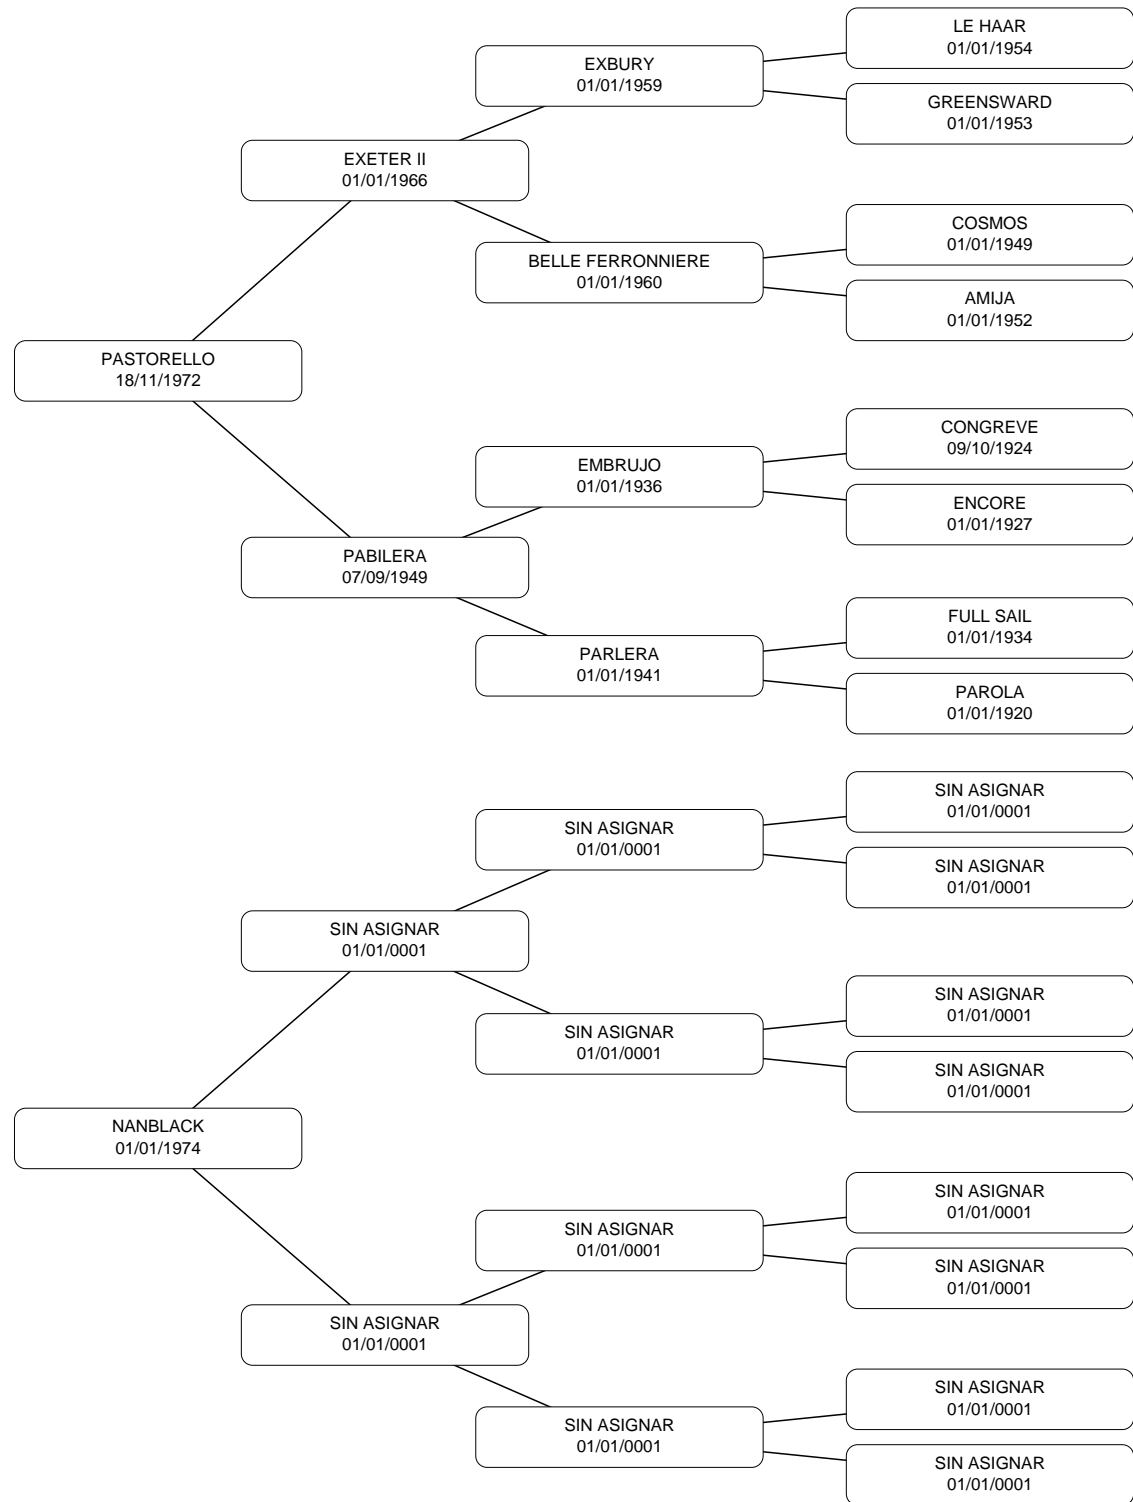 LE HAAR
01/01/1954
EXBURY
01/01/1959
GREENSWARD
01/01/1953
EXETER II
01/01/1966
COSMOS
01/01/1949
BELLE FERRONNIERE
01/01/1960
AMIJA
01/01/1952
PASTORELLO
18/11/1972
CONGREVE
09/10/1924
EMBRUJO
01/01/1936
ENCORE
01/01/1927
PABILERA
07/09/1949
FULL SAIL
01/01/1934
PARLERA
01/01/1941
PAROLA
01/01/1920
SIN ASIGNAR
01/01/0001
SIN ASIGNAR
01/01/0001
SIN ASIGNAR
01/01/0001
SIN ASIGNAR
01/01/0001
SIN ASIGNAR
01/01/0001
SIN ASIGNAR
01/01/0001
SIN ASIGNAR
01/01/0001
NANBLACK
01/01/1974
SIN ASIGNAR
01/01/0001
SIN ASIGNAR
01/01/0001
SIN ASIGNAR
01/01/0001
SIN ASIGNAR
01/01/0001
SIN ASIGNAR
01/01/0001
SIN ASIGNAR
01/01/0001
SIN ASIGNAR
01/01/0001